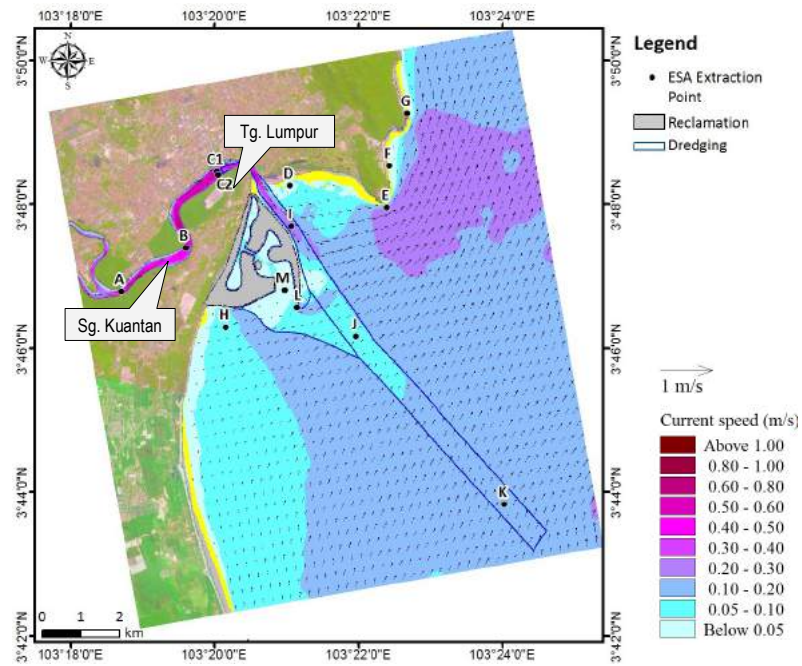 103°18'0"E 103°20'0"E 103°22'0"E 103°24'0"E
3°50'0"N
3°50'0"N
N
W E
S
Legend
ESA Extraction
Point
Reclamation
Dredging
G
Tg. Lumpur
C1
C2
F
D
E
3°48'0"N
3°48'0"N
I
B
A
M
L
Sg. Kuantan
H
J
3°46'0"N
3°46'0"N
1 m/s
Current speed (m/s)
Above 1.00
0.80 - 1.00
0.60 - 0.80
0.50 - 0.60
0.40 - 0.50
0.30 - 0.40
0.20 - 0.30
0.10 - 0.20
0.05 - 0.10
Below 0.05
K
3°44'0"N
3°44'0"N
0 1 2
km
3°42'0"N
3°42'0"N
103°18'0"E 103°20'0"E 103°22'0"E 103°24'0"E